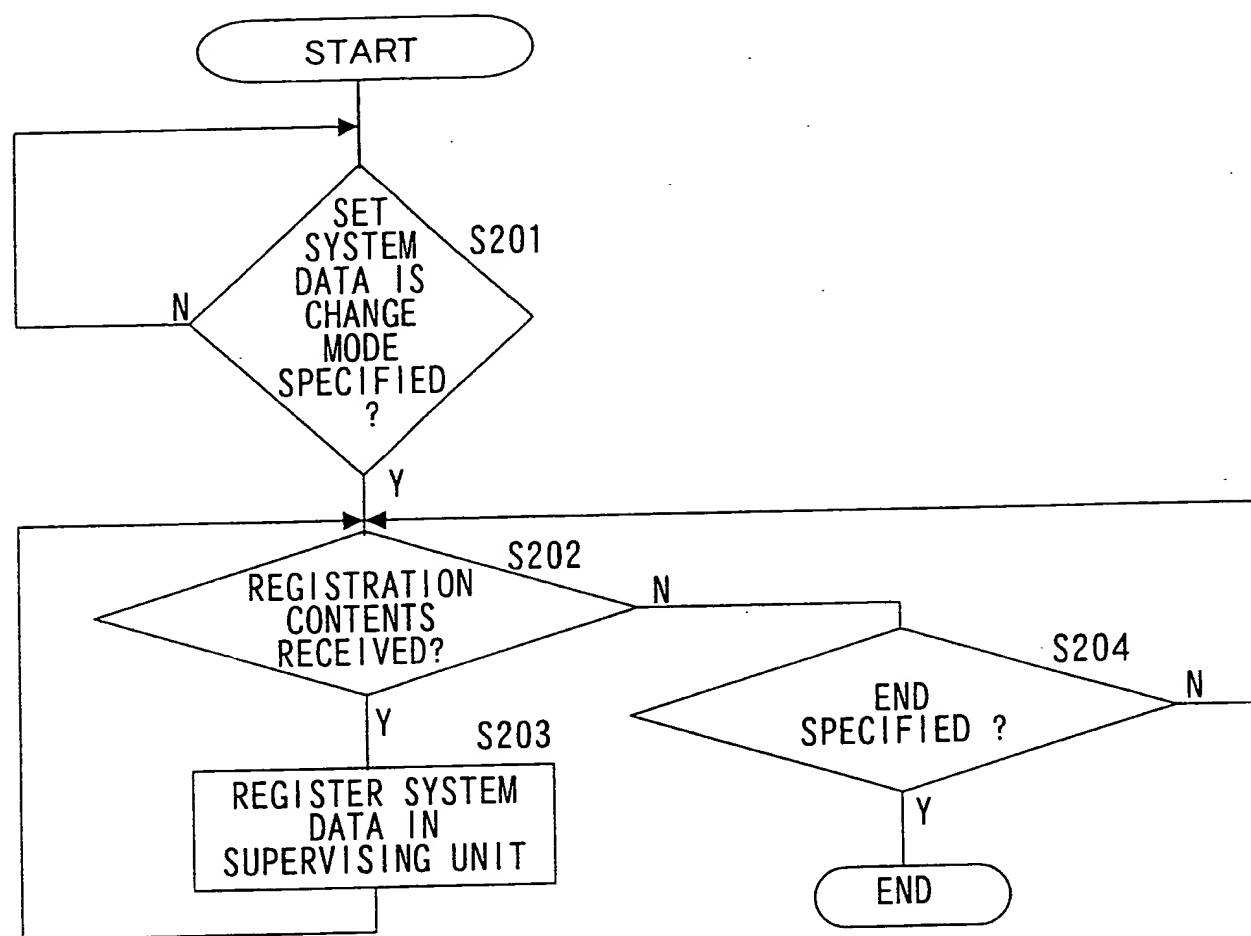 START
SET
SYSTEM
DATA IS
CHANGE
MODE
SPECIFIED
?
S201
N
Y
S202
REGISTRATION
CONTENTS
RECEIVED?
N
Y
S203
REGISTER SYSTEM
DATA IN
SUPERVISING UNIT
S204
END
SPECIFIED ?
N
Y
END